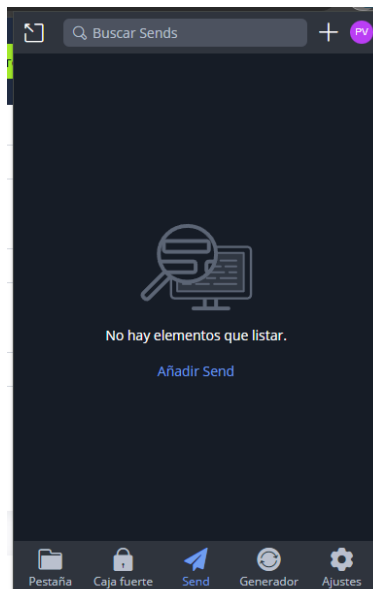 Buscar Sends
PV
No hay elementos que listar.
Añadir Send
Pestaña Caja fuerte Send Generador Ajustes